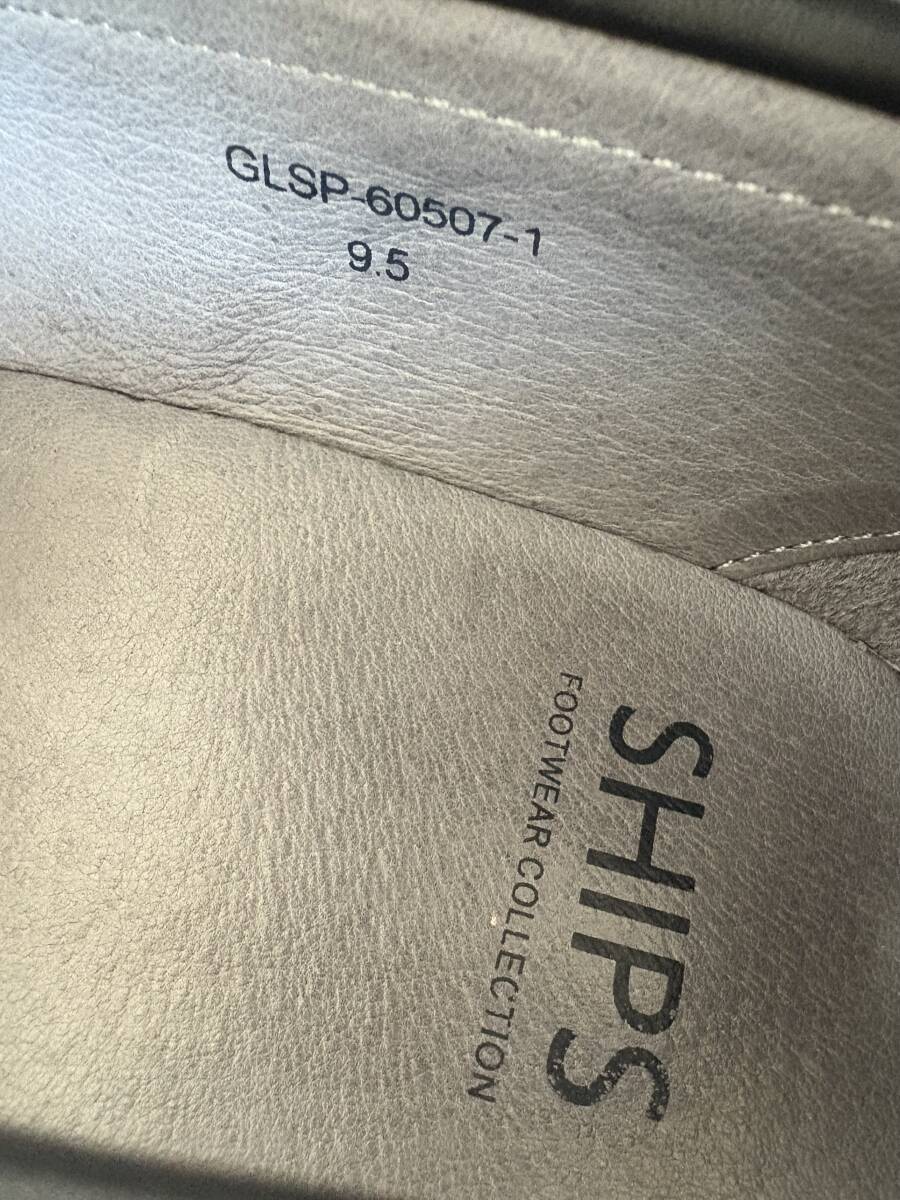 GLSP-60507-1
9.5
SHIPS
FOOTWEAR COLLECTION